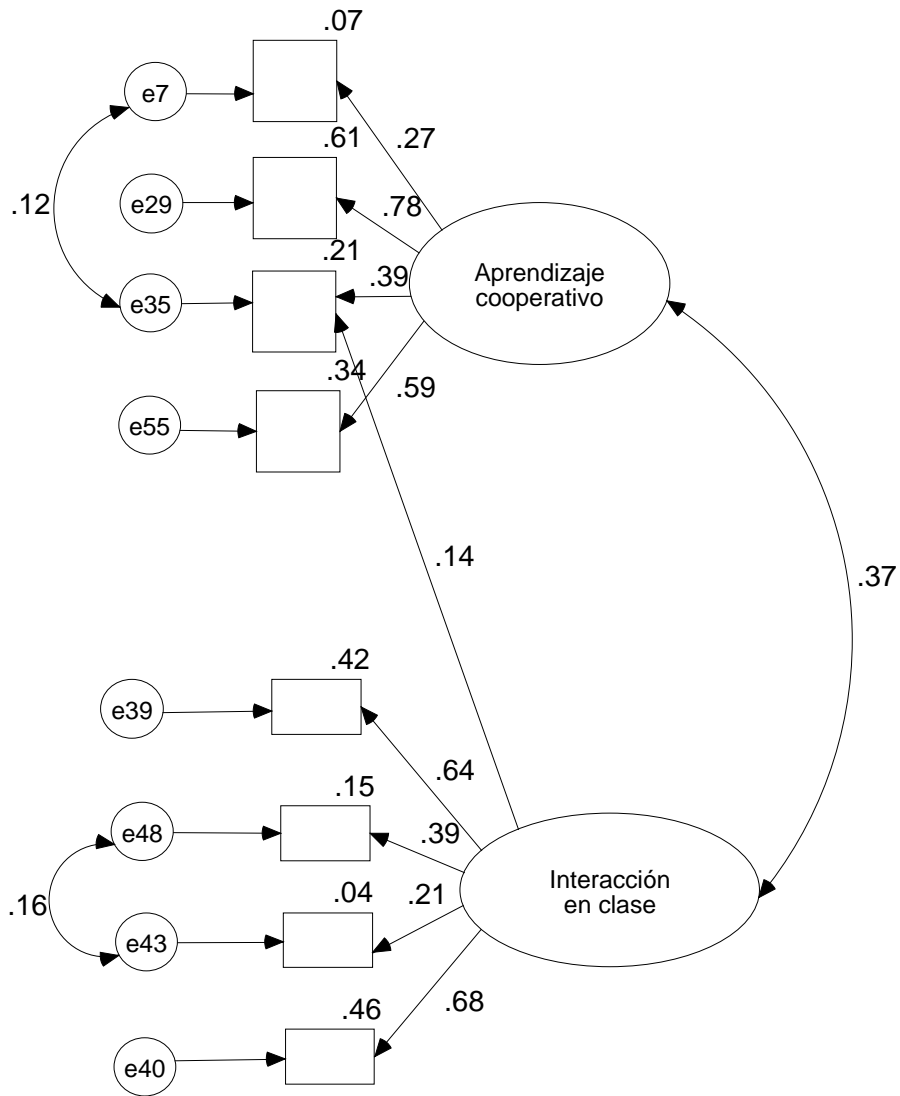 .07
e7
.27
.61
.12
e29
.78
.21
Aprendizaje
cooperativo
.39
e35
.34
.59
e55
.14
.37
.42
e39
.64
.15
e48
.39
Interacción
en clase
.04
.21
.16
e43
.46
.68
e40